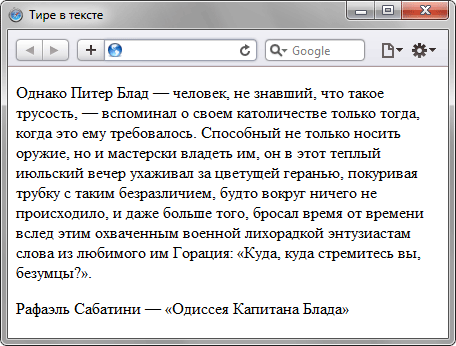 Тире в тексте
Google
Однако Питер Блад — человек, не знавший, что такое
трусость, — вспоминал о своем католичестве только тогда,
когда это ему требовалось. Способный не только носить
оружие, но и мастерски владеть им, он в этот теплый
июльский вечер ухаживал за цветущей геранью, покуривая
трубку с таким безразличием, будто вокруг ничего не
происходило, и даже больше того, бросал время от времени
вслед этим охваченным военной лихорадкой энтузиастам
слова из любимого им Горация: «Куда, куда стремитесь вы,
безумцы?».
Рафаэль Сабатини — «Одиссея Капитана Блада»